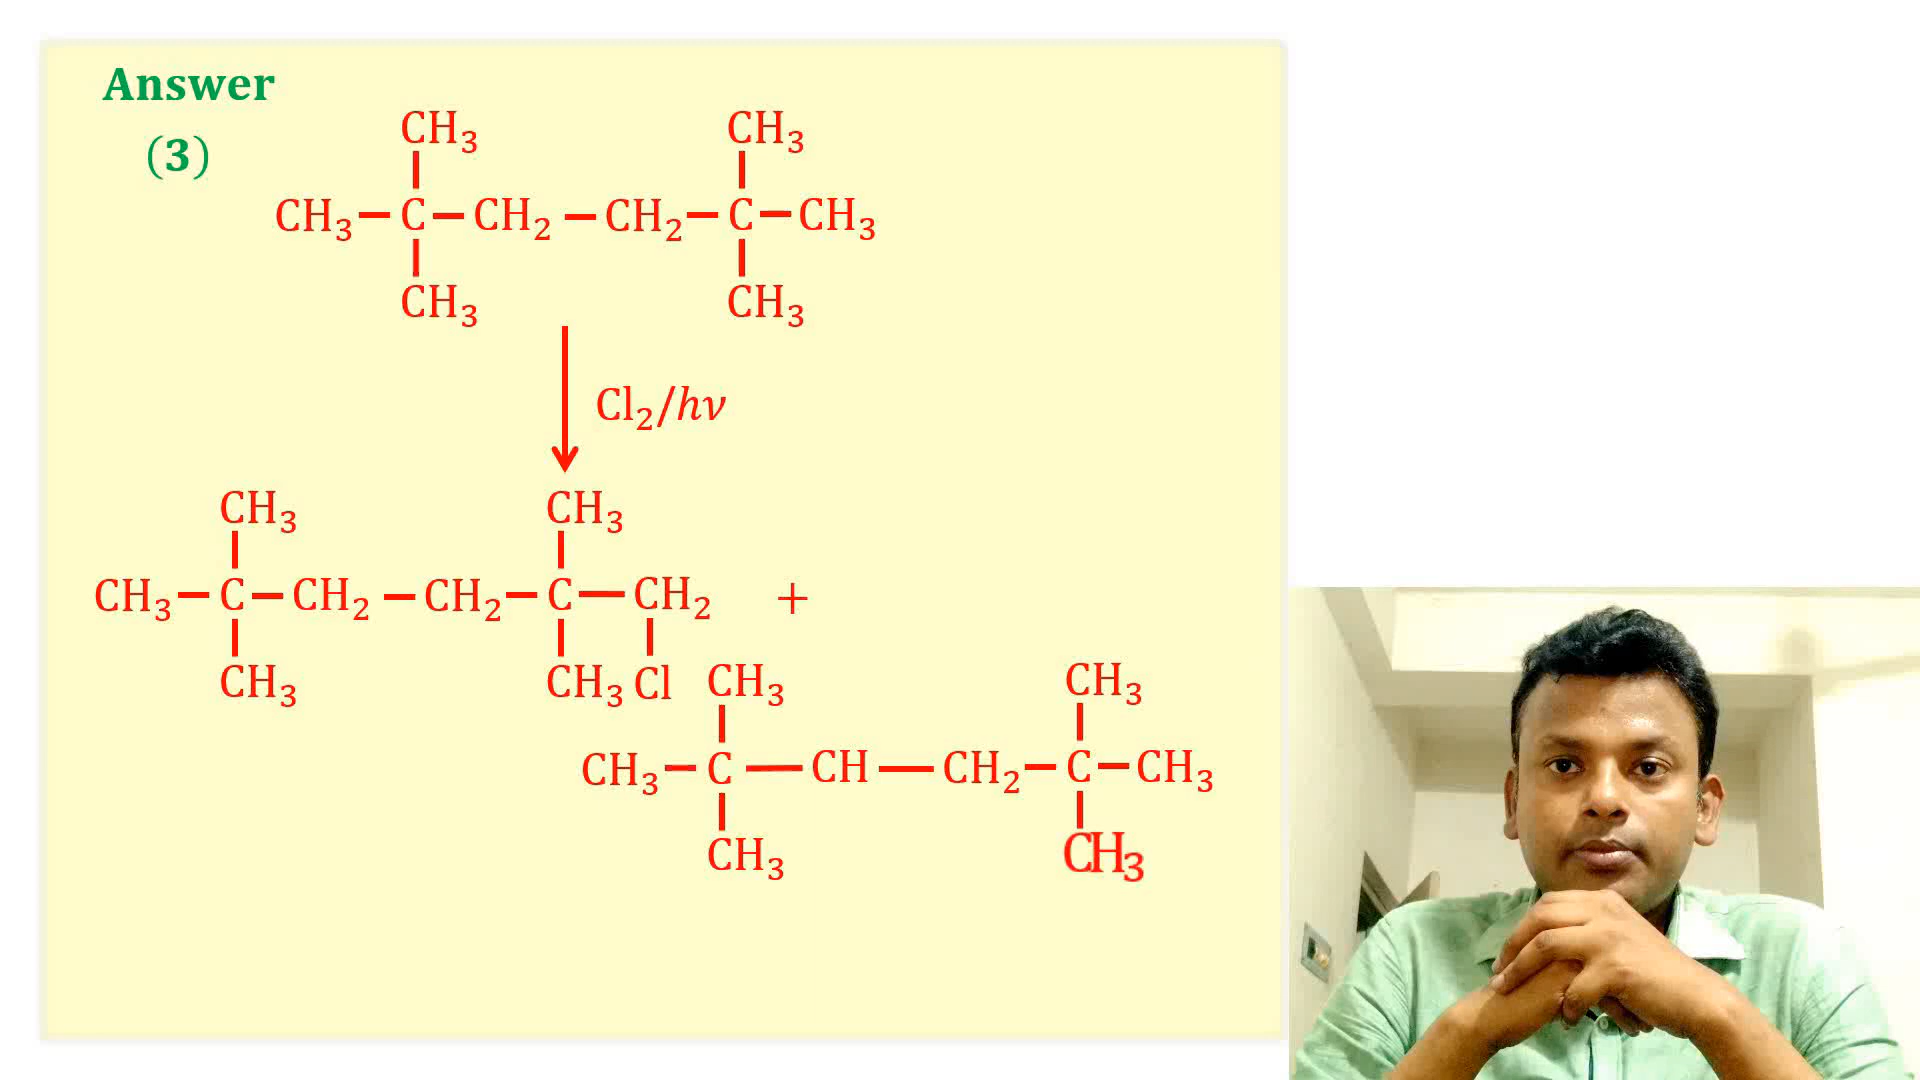 Answer
(3)
CH₃ CH₃
CH₃—C—CH₂—CH₂—C—CH₃
CH₃ CH₃
Cl₂/hν
CH₃ CH₃
CH₃—C—CH₂—CH₂—C—CH₂ +
CH₃ CH₃ Cl
CH₃ CH₃
CH₃—C—CH—CH₂—C—CH₃
CH₃ CH₃